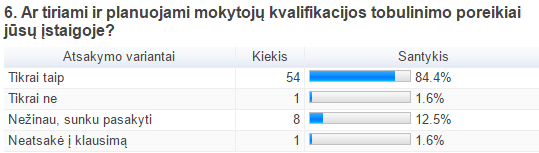 6. Ar tiriami ir planuojami mokytojų kvalifikacijos tobulinimo poreikiai
jūsų įstaigoje?
Atsakymo variantai Kiekis Santykis
Tikrai taip 54 84.4%
Tikrai ne 1 1.6%
Nežinau, sunku pasakyti 8 12.5%
Neatsakė į klausimą 1 1.6%